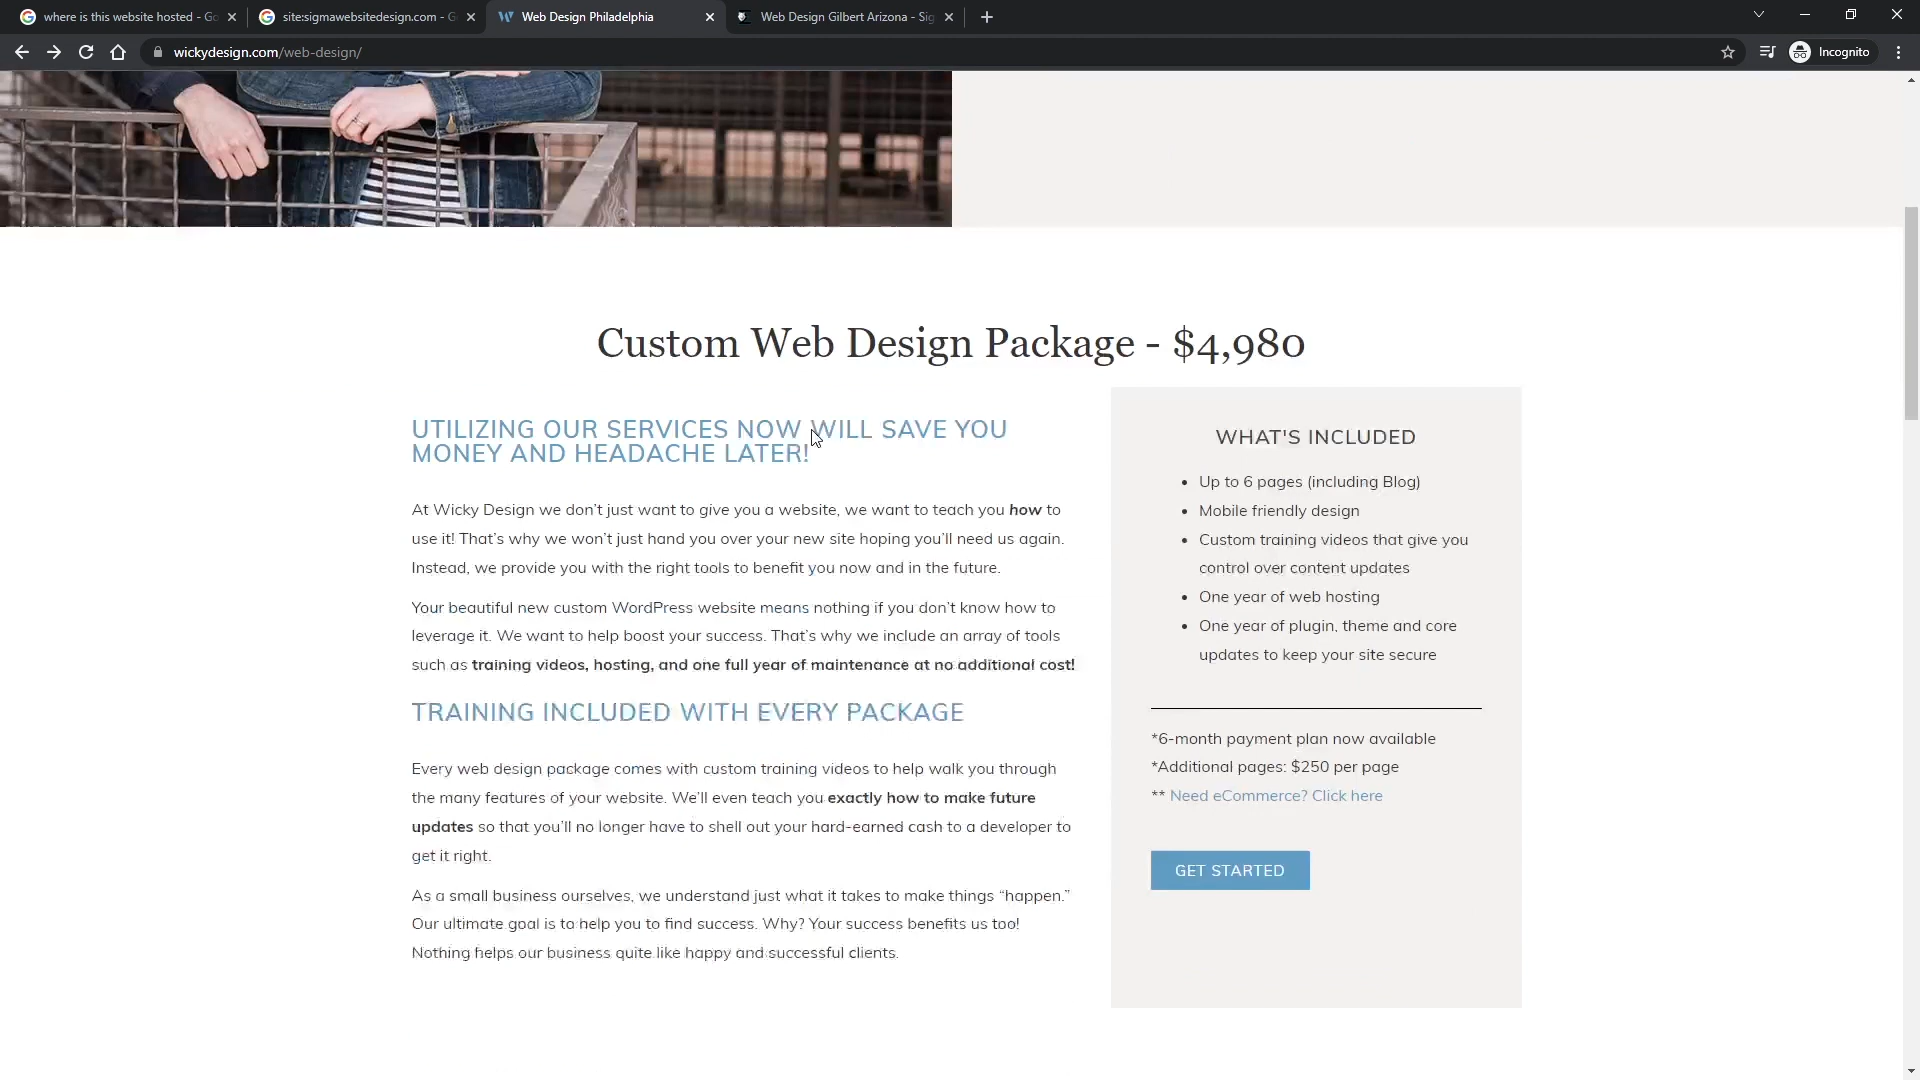 where is this website hosted - Go
site:sigmawebsitedesign.com - G
Web Design Philadelphia
Web Design Gilbert Arizona - Sig
wickydesign.com/web-design/
Incognito
Custom Web Design Package - $4,980
UTILIZING OUR SERVICES NOW WILL SAVE YOU
MONEY AND HEADACHE LATER!
At Wicky Design we don’t just want to give you a website, we want to teach you how to
use it! That’s why we won’t just hand you over your new site hoping you’ll need us again.
Instead, we provide you with the right tools to benefit you now and in the future.
Your beautiful new custom WordPress website means nothing if you don’t know how to
leverage it. We want to help boost your success. That’s why we include an array of tools
such as training videos, hosting, and one full year of maintenance at no additional cost!
TRAINING INCLUDED WITH EVERY PACKAGE
Every web design package comes with custom training videos to help walk you through
the many features of your website. We’ll even teach you exactly how to make future
updates so that you’ll no longer have to shell out your hard-earned cash to a developer to
get it right.
As a small business ourselves, we understand just what it takes to make things “happen.”
Our ultimate goal is to help you to find success. Why? Your success benefits us too!
Nothing helps our business quite like happy and successful clients.
WHAT'S INCLUDED
• Up to 6 pages (including Blog)
• Mobile friendly design
• Custom training videos that give you
control over content updates
• One year of web hosting
• One year of plugin, theme and core
updates to keep your site secure
*6-month payment plan now available
*Additional pages: $250 per page
** Need eCommerce? Click here
GET STARTED